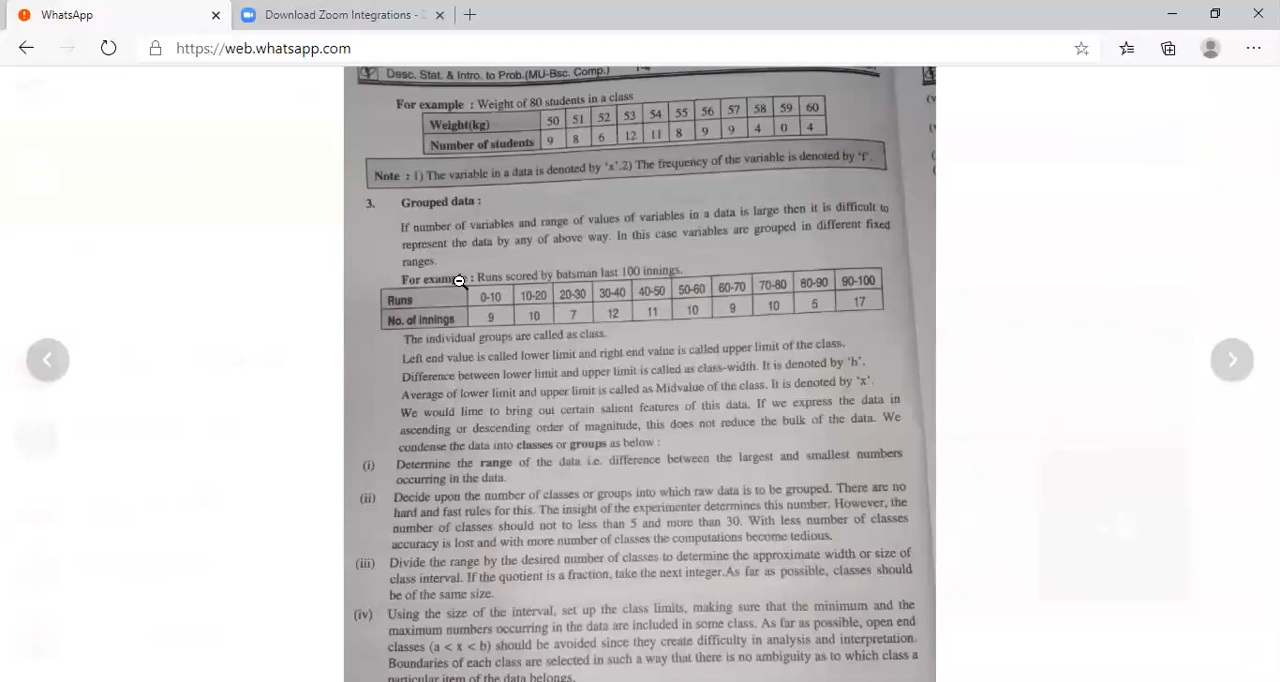 WhatsApp
Download Zoom Integrations -
https://web.whatsapp.com
Desc. Stat. & Intro. to Prob.(MU-Bsc. Comp.)
For example : Weight of 80 students in a class
Weight(kg) 50 51 52 53 54 55 56 57 58 59 60
Number of students 9 8 6 12 11 8 9 9 4 0 4
Note : 1) The variable in a data is denoted by 'x'.2) The frequency of the variable is denoted by 'f'.
3. Grouped data :
If number of variables and range of values of variables in a data is large then it is difficult to
represent the data by any of above way. In this case variables are grouped in different fixed
ranges.
For example : Runs scored by batsman last 100 innings.
Runs 0-10 10-20 20-30 30-40 40-50 50-60 60-70 70-80 80-90 90-100
No. of innings 9 10 7 12 11 10 9 10 5 17
The individual groups are called as class.
Left end value is called lower limit and right end value is called upper limit of the class.
Difference between lower limit and upper limit is called as class-width. It is denoted by 'h'.
Average of lower limit and upper limit is called as Midvalue of the class. It is denoted by 'x'.
We would lime to bring out certain salient features of this data. If we express the data in
ascending or descending order of magnitude, this does not reduce the bulk of the data. We
condense the data into classes or groups as below :
(i) Determine the range of the data i.e. difference between the largest and smallest numbers
occurring in the data.
(ii) Decide upon the number of classes or groups into which raw data is to be grouped. There are no
hard and fast rules for this. The insight of the experimenter determines this number. However, the
number of classes should not to less than 5 and more than 30. With less number of classes
accuracy is lost and with more number of classes the computations become tedious.
(iii) Divide the range by the desired number of classes to determine the approximate width or size of
class interval. If the quotient is a fraction, take the next integer.As far as possible, classes should
be of the same size.
(iv) Using the size of the interval, set up the class limits, making sure that the minimum and the
maximum numbers occurring in the data are included in some class. As far as possible, open end
classes (a < x < b) should be avoided since they create difficulty in analysis and interpretation.
Boundaries of each class are selected in such a way that there is no ambiguity as to which class a
particular item of the data belongs.